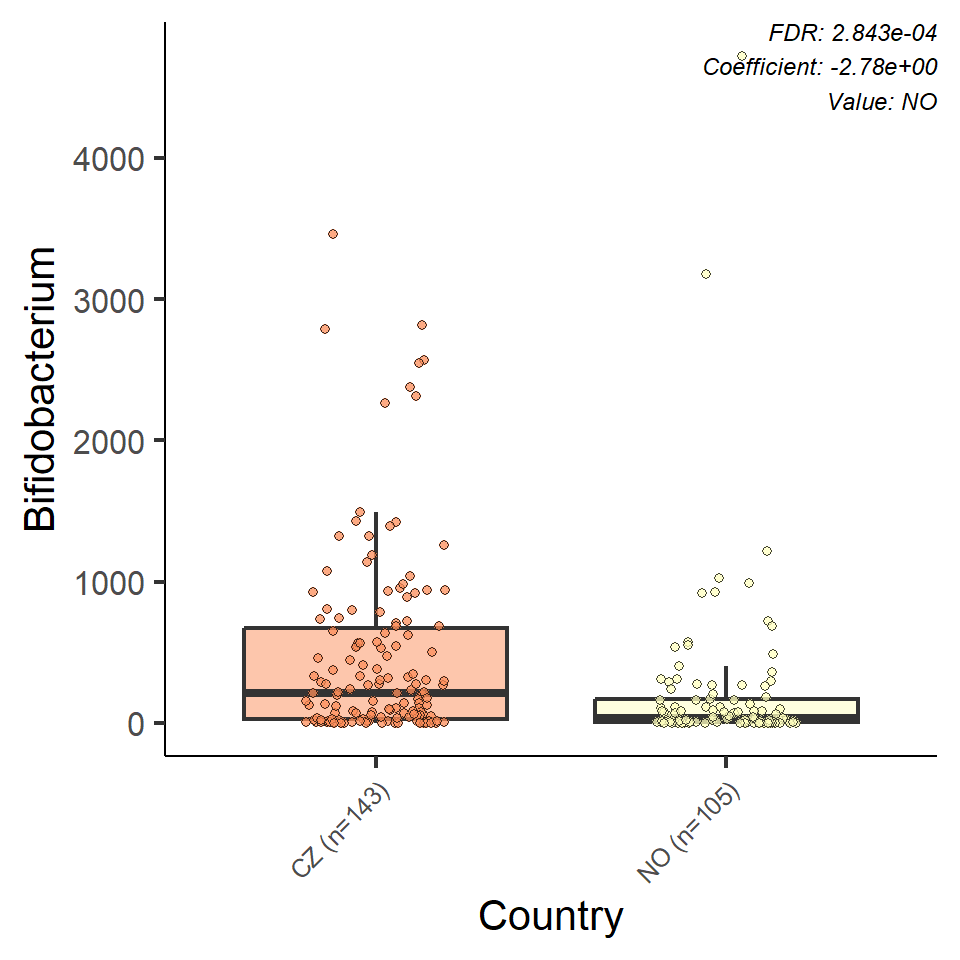 FDR: 2.843e-04
Coefficient: -2.78e+00
Value: NO
Bifidobacterium
4000
3000
2000
1000
0
CZ (n=143)
NO (n=105)
Country